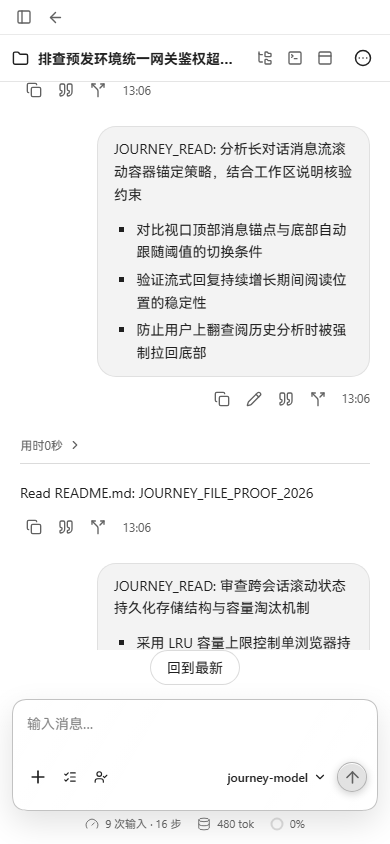 排查预发环境统一网关鉴权超...
13:06
JOURNEY_READ: 分析长对话消息流滚
动容器锚定策略，结合工作区说明核验
约束
▪ 对比视口顶部消息锚点与底部自动
跟随阈值的切换条件
▪ 验证流式回复持续增长期间阅读位
置的稳定性
▪ 防止用户上翻查阅历史分析时被强
制拉回底部
13:06
用时0秒
Read README.md: JOURNEY_FILE_PROOF_2026
13:06
JOURNEY_READ: 审查跨会话滚动状态
持久化存储结构与容量淘汰机制
▪ 采用 LRU 容量上限控制单浏览器持
回到最新
输入消息...
journey-model
9 次输入 · 16 步 480 tok 0%